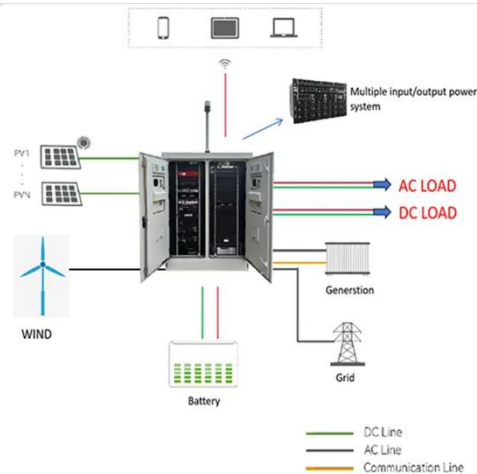 Multiple input/output power
system
PV1
PVN
AC LOAD
DC LOAD
WIND
Generstion
Grid
Battery
DC Line
AC Line
Communication Line